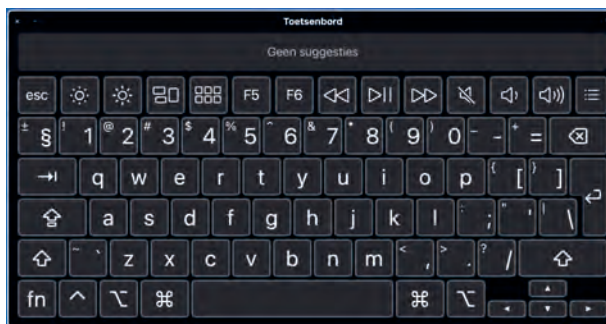 Toetsenbord
Geen suggesties
esc F5 F6
± § ! 1 @ 2 # 3 $ 4 % 5 ^ 6 & 7 * 8 ( 9 ) 0 _ - + =
q w e r t y u i o p { [ } ]
a s d f g h j k l : ; " ' | \
~ ` z x c v b n m < , > . ? /
fn ^ ⌥ ⌘ ⌘ ⌥